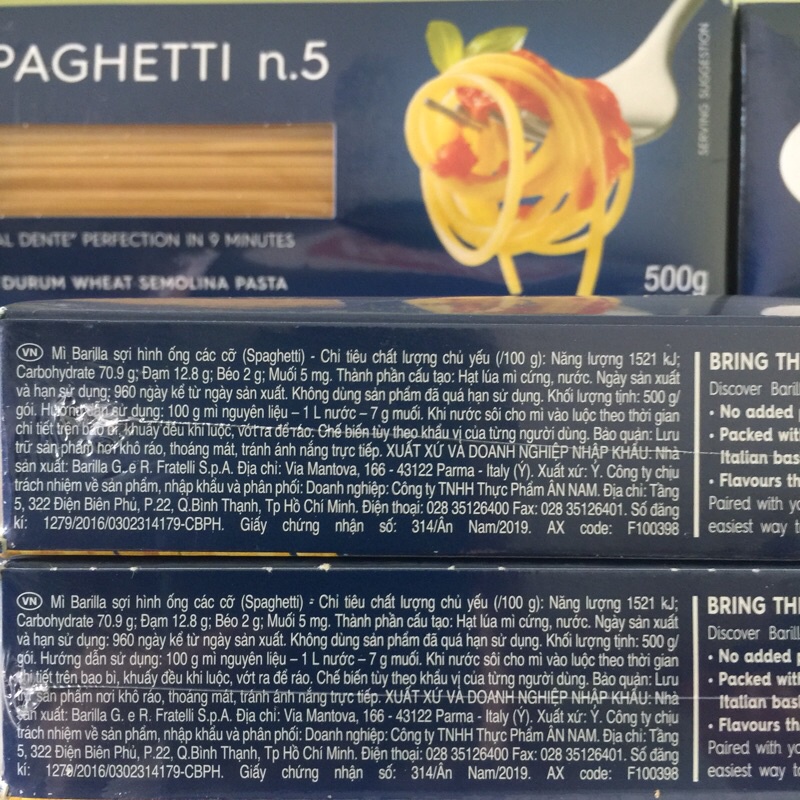 PAGHETTI n.5
SERVING SUGGESTION
AL DENTE" PERFECTION IN 9 MINUTES
DURUM WHEAT SEMOLINA PASTA
500g
VN Mì Barilla sợi hình ống các cỡ (Spaghetti) - Chỉ tiêu chất lượng chủ yếu (/100 g): Năng lượng 1521 kJ;
Carbohydrate 70.9 g; Đạm 12.8 g; Béo 2 g; Muối 5 mg. Thành phần cấu tạo: Hạt lúa mì cứng, nước. Ngày sản xuất
và hạn sử dụng: 960 ngày kể từ ngày sản xuất. Không dùng sản phẩm đã quá hạn sử dụng. Khối lượng tịnh: 500 g/
gói. Hướng dẫn sử dụng: 100 g mì nguyên liệu – 1 L nước – 7 g muối. Khi nước sôi cho mì vào luộc theo thời gian
chi tiết trên bao bì, khuấy đều khi luộc, vớt ra để ráo. Chế biến tùy theo khẩu vị của từng người dùng. Bảo quản: Lưu
trữ sản phẩm nơi khô ráo, thoáng mát, tránh ánh nắng trực tiếp. XUẤT XỨ VÀ DOANH NGHIỆP NHẬP KHẨU: Nhà
sản xuất: Barilla G. e R. Fratelli S.p.A. Địa chỉ: Via Mantova, 166 - 43122 Parma - Italy (Ý). Xuất xứ: Ý. Công ty chịu
trách nhiệm về sản phẩm, nhập khẩu và phân phối: Doanh nghiệp: Công ty TNHH Thực Phẩm ÂN NAM. Địa chỉ: Tầng
5, 322 Điện Biên Phủ, P.22, Q.Bình Thạnh, Tp Hồ Chí Minh. Điện thoại: 028 35126400 Fax: 028 35126401. Số đăng
kí: 1279/2016/0302314179-CBPH. Giấy chứng nhận số: 314/Ân Nam/2019. AX code: F100398
BRING TH
Discover Baril
• No added p
• Packed with
Italian bas
• Flavours th
Paired with yo
easiest way to
VN Mì Barilla sợi hình ống các cỡ (Spaghetti) - Chỉ tiêu chất lượng chủ yếu (/100 g): Năng lượng 1521 kJ;
Carbohydrate 70.9 g; Đạm 12.8 g; Béo 2 g; Muối 5 mg. Thành phần cấu tạo: Hạt lúa mì cứng, nước. Ngày sản xuất
và hạn sử dụng: 960 ngày kể từ ngày sản xuất. Không dùng sản phẩm đã quá hạn sử dụng. Khối lượng tịnh: 500 g/
gói. Hướng dẫn sử dụng: 100 g mì nguyên liệu – 1 L nước – 7 g muối. Khi nước sôi cho mì vào luộc theo thời gian
chi tiết trên bao bì, khuấy đều khi luộc, vớt ra để ráo. Chế biến tùy theo khẩu vị của từng người dùng. Bảo quản: Lưu
trữ sản phẩm nơi khô ráo, thoáng mát, tránh ánh nắng trực tiếp. XUẤT XỨ VÀ DOANH NGHIỆP NHẬP KHẨU: Nhà
sản xuất: Barilla G. e R. Fratelli S.p.A. Địa chỉ: Via Mantova, 166 - 43122 Parma - Italy (Ý). Xuất xứ: Ý. Công ty chịu
trách nhiệm về sản phẩm, nhập khẩu và phân phối: Doanh nghiệp: Công ty TNHH Thực Phẩm ÂN NAM. Địa chỉ: Tầng
5, 322 Điện Biên Phủ, P.22, Q.Bình Thạnh, Tp Hồ Chí Minh. Điện thoại: 028 35126400 Fax: 028 35126401. Số đăng
kí: 1279/2016/0302314179-CBPH. Giấy chứng nhận số: 314/Ân Nam/2019. AX code: F100398
BRING TH
Discover Baril
• No added p
• Packed with
Italian bas
• Flavours th
Paired with yo
easiest way to